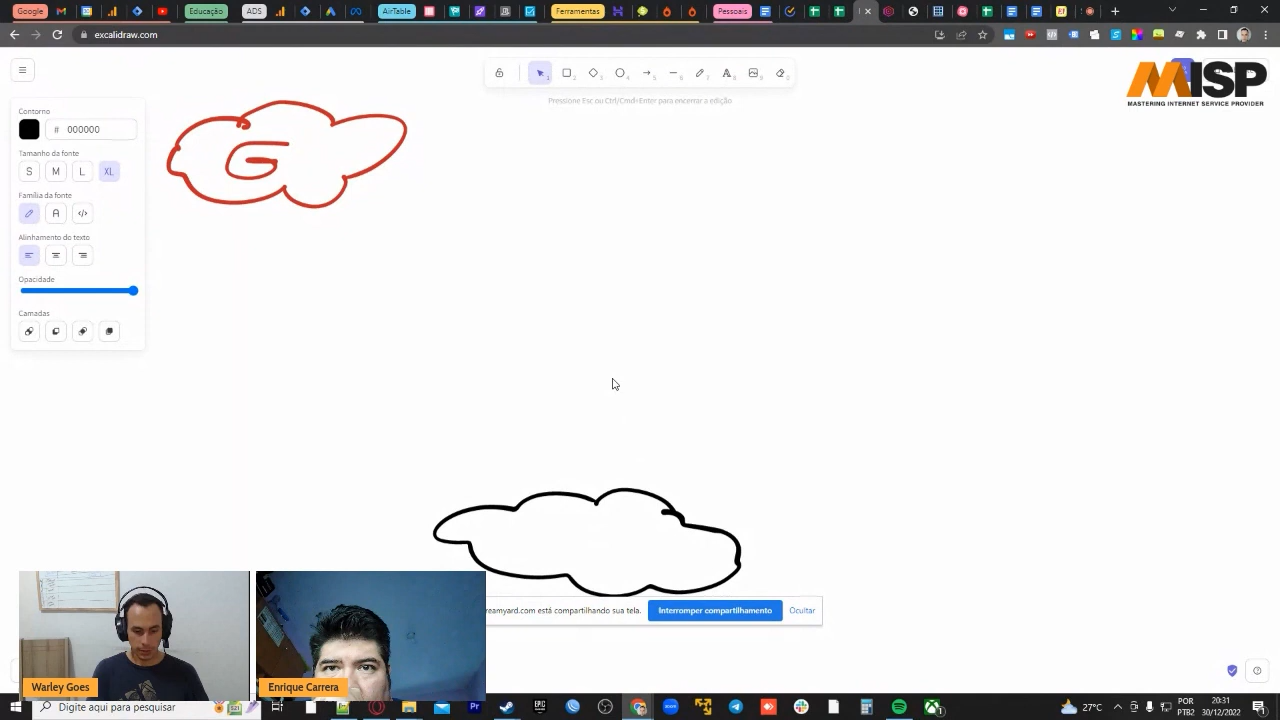 Google
Educação
ADS
AirTable
Ferramentas
Pessoais
excalidraw.com
MISP
MASTERING INTERNET SERVICE PROVIDER
Pressione Esc ou Ctrl/Cmd+Enter para encerrar a edição
Contorno
# 000000
Tamanho da fonte
S M L XL
Família da fonte
A </>
Alinhamento do texto
Opacidade
Camadas
G
reamyard.com está compartilhando sua tela. Interromper compartilhamento Ocultar
Warley Goes
Enrique Carrera
Digite aqui para pesquisar
27°C
POR
PTB2
20:31
30/12/2022